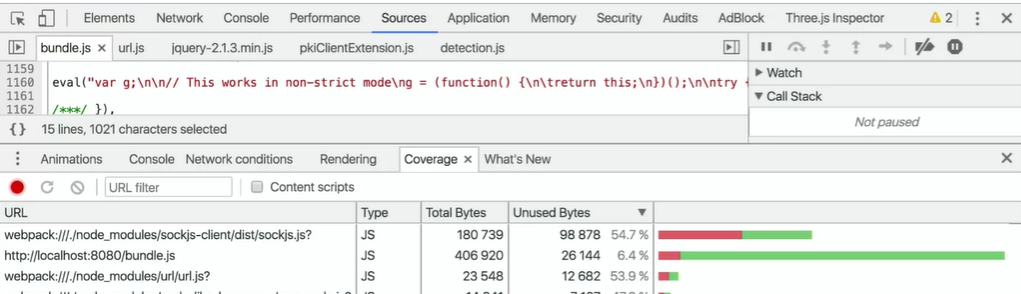 Elements Network Console Performance Sources Application Memory Security Audits AdBlock Three.js Inspector 2
bundle.js × url.js jquery-2.1.3.min.js pkiClientExtension.js detection.js
1159
1160 eval("var g;\n\n// This works in non-strict mode\ng = (function() {\n\treturn this;\n})();\n\ntry {
1161
1162 /***/ }),
{ } 15 lines, 1021 characters selected
Watch
Call Stack
Not paused
Animations Console Network conditions Rendering Coverage × What's New
URL filter Content scripts
URL Type Total Bytes Unused Bytes
webpack:///./node_modules/sockjs-client/dist/sockjs.js? JS 180 739 98 878 54.7 %
http://localhost:8080/bundle.js JS 406 920 26 144 6.4 %
webpack:///./node_modules/url/url.js? JS 23 548 12 682 53.9 %